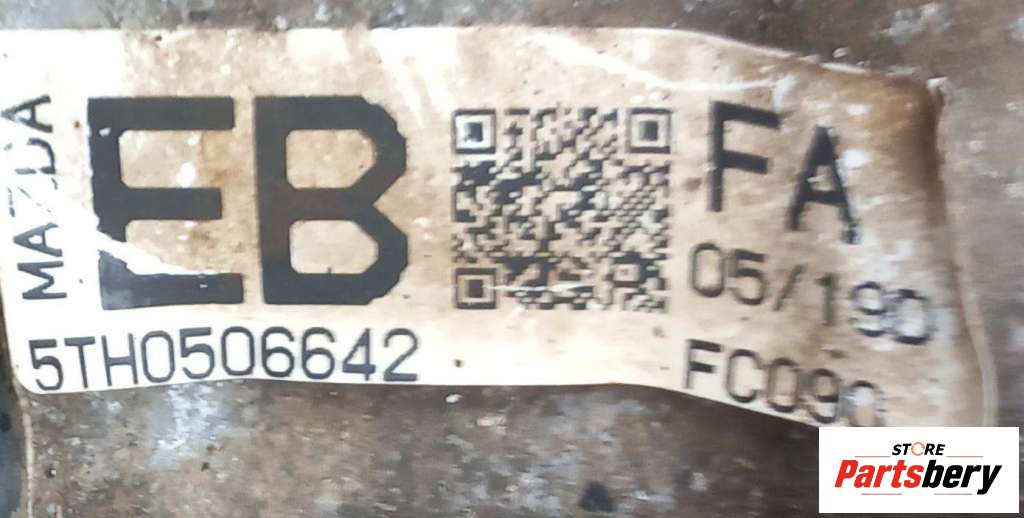 MAZDA
EB
FA
05/190
5TH0506642
FC090
STORE
Partsbery